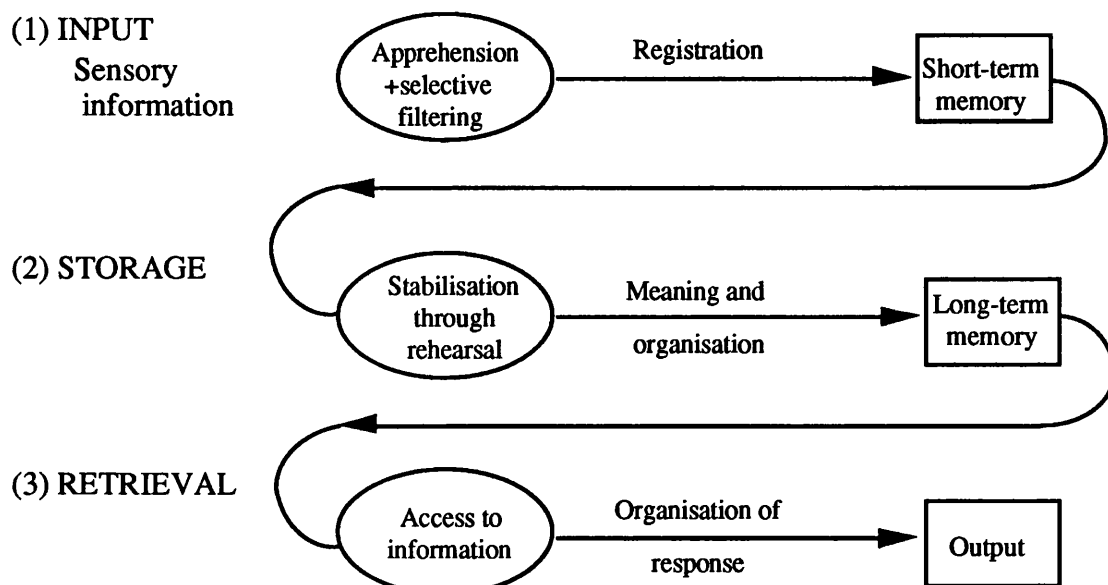 (1) INPUT
Sensory
information
Apprehension
+selective
filtering
Registration
Short-term
memory
(2) STORAGE
Stabilisation
through
rehearsal
Meaning and
organisation
Long-term
memory
(3) RETRIEVAL
Access to
information
Organisation of
response
Output